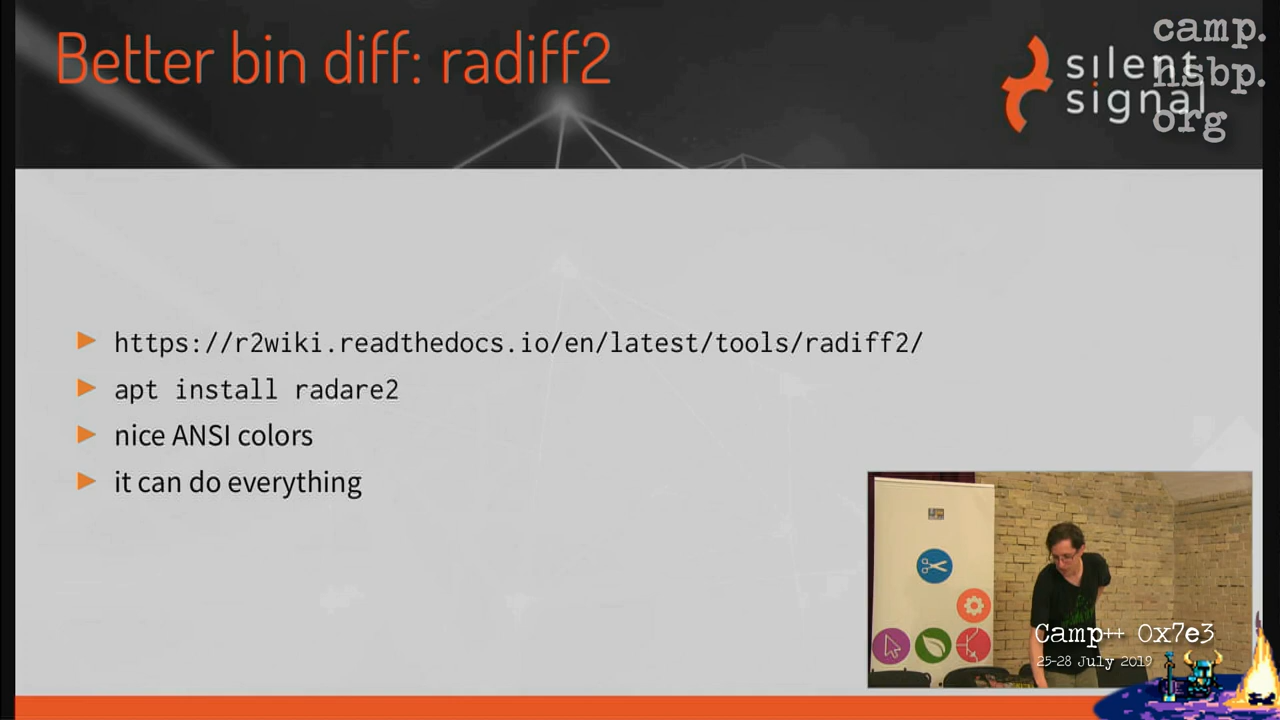 Better bin diff: radiff2
silent
signal
camp.
hsbp.
org
https://r2wiki.readthedocs.io/en/latest/tools/radiff2/
apt install radare2
nice ANSI colors
it can do everything
Camp++ 0x7e3
25-28 July 2019